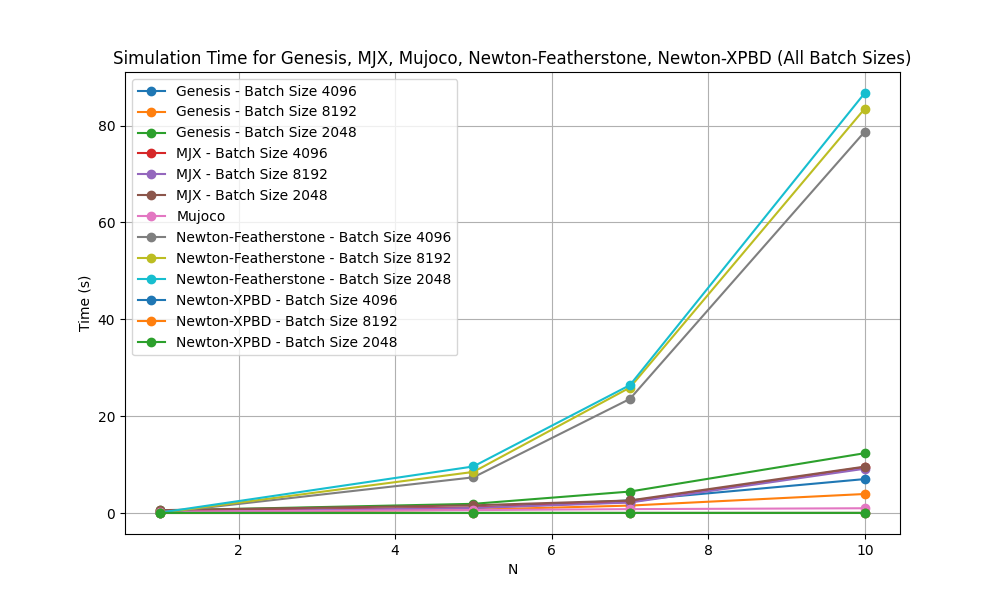 Simulation Time for Genesis, MJX, Mujoco, Newton-Featherstone, Newton-XPBD (All Batch Sizes)
Genesis - Batch Size 4096
Genesis - Batch Size 8192
Genesis - Batch Size 2048
MJX - Batch Size 4096
MJX - Batch Size 8192
MJX - Batch Size 2048
Mujoco
Newton-Featherstone - Batch Size 4096
Newton-Featherstone - Batch Size 8192
Newton-Featherstone - Batch Size 2048
Newton-XPBD - Batch Size 4096
Newton-XPBD - Batch Size 8192
Newton-XPBD - Batch Size 2048
Time (s)
80
60
40
20
0
2 4 6 8 10
N